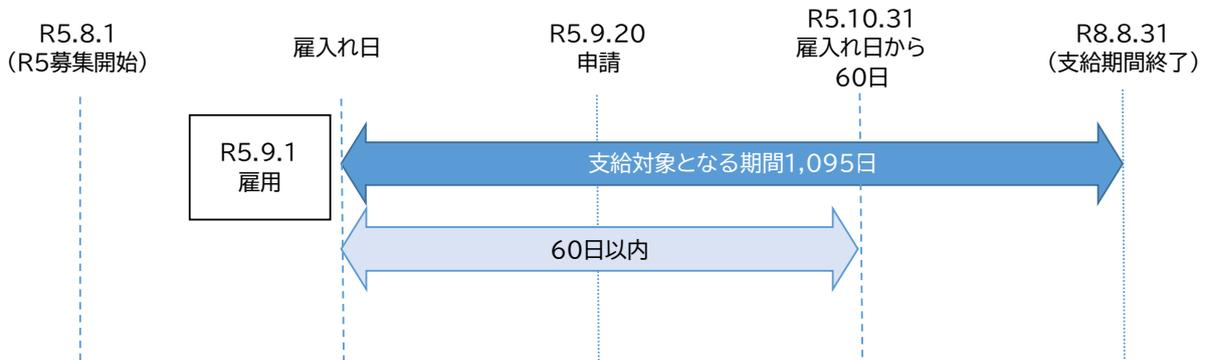 R5.8.1
（R5募集開始）
雇入れ日
R5.9.20
申請
R5.10.31
雇入れ日から
60日
R8.8.31
（支給期間終了）
R5.9.1
雇用
支給対象となる期間1,095日
60日以内